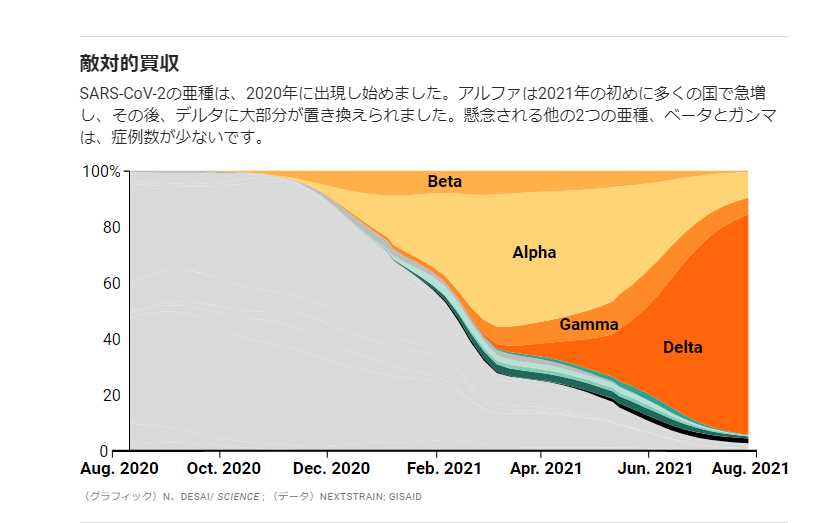 敵対的買収
SARS-CoV-2の亜種は、2020年に出現し始めました。アルファは2021年の初めに多くの国で急増
し、その後、デルタに大部分が置き換えられました。懸念される他の2つの亜種、ベータとガンマ
は、症例数が少ないです。
100%
Beta
80
Alpha
60
Gamma
40
Delta
20
0
Aug. 2020 Oct. 2020 Dec. 2020 Feb. 2021 Apr. 2021 Jun. 2021 Aug. 2021
（グラフィック）N。DESAI/ SCIENCE ; （データ）NEXTSTRAIN; GISAID